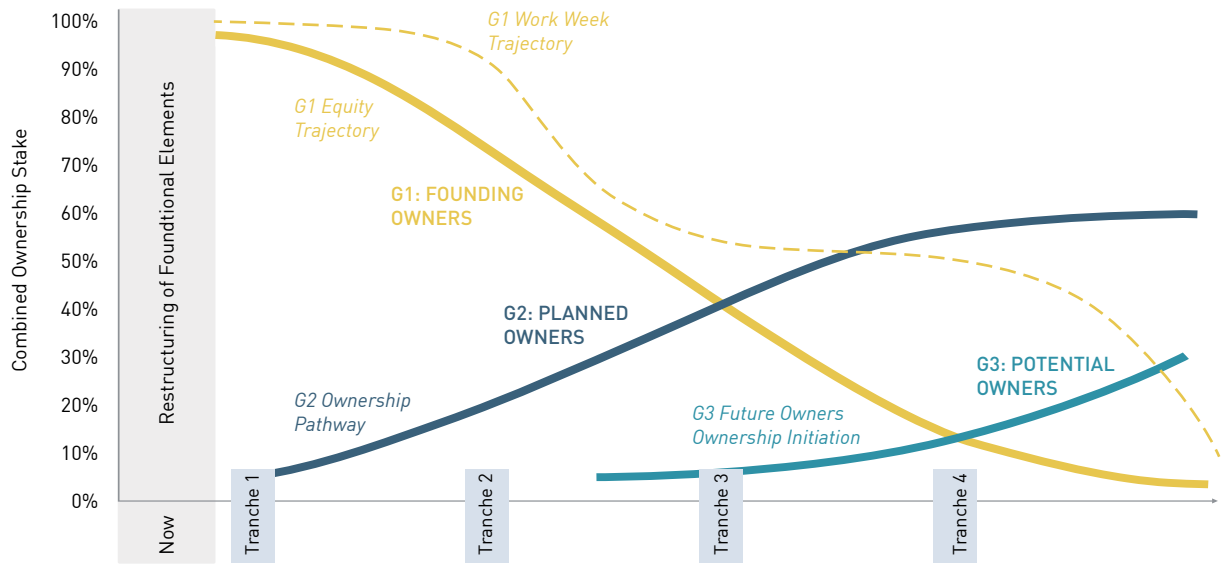 100%
90%
80%
70%
60%
50%
40%
30%
20%
10%
0%
Combined Ownership Stake
Restructuring of Foundtional Elements
Now
G1 Work Week
Trajectory
G1 Equity
Trajectory
G1: FOUNDING
OWNERS
G2: PLANNED
OWNERS
G2 Ownership
Pathway
G3: POTENTIAL
OWNERS
G3 Future Owners
Ownership Initiation
Tranche 1
Tranche 2
Tranche 3
Tranche 4